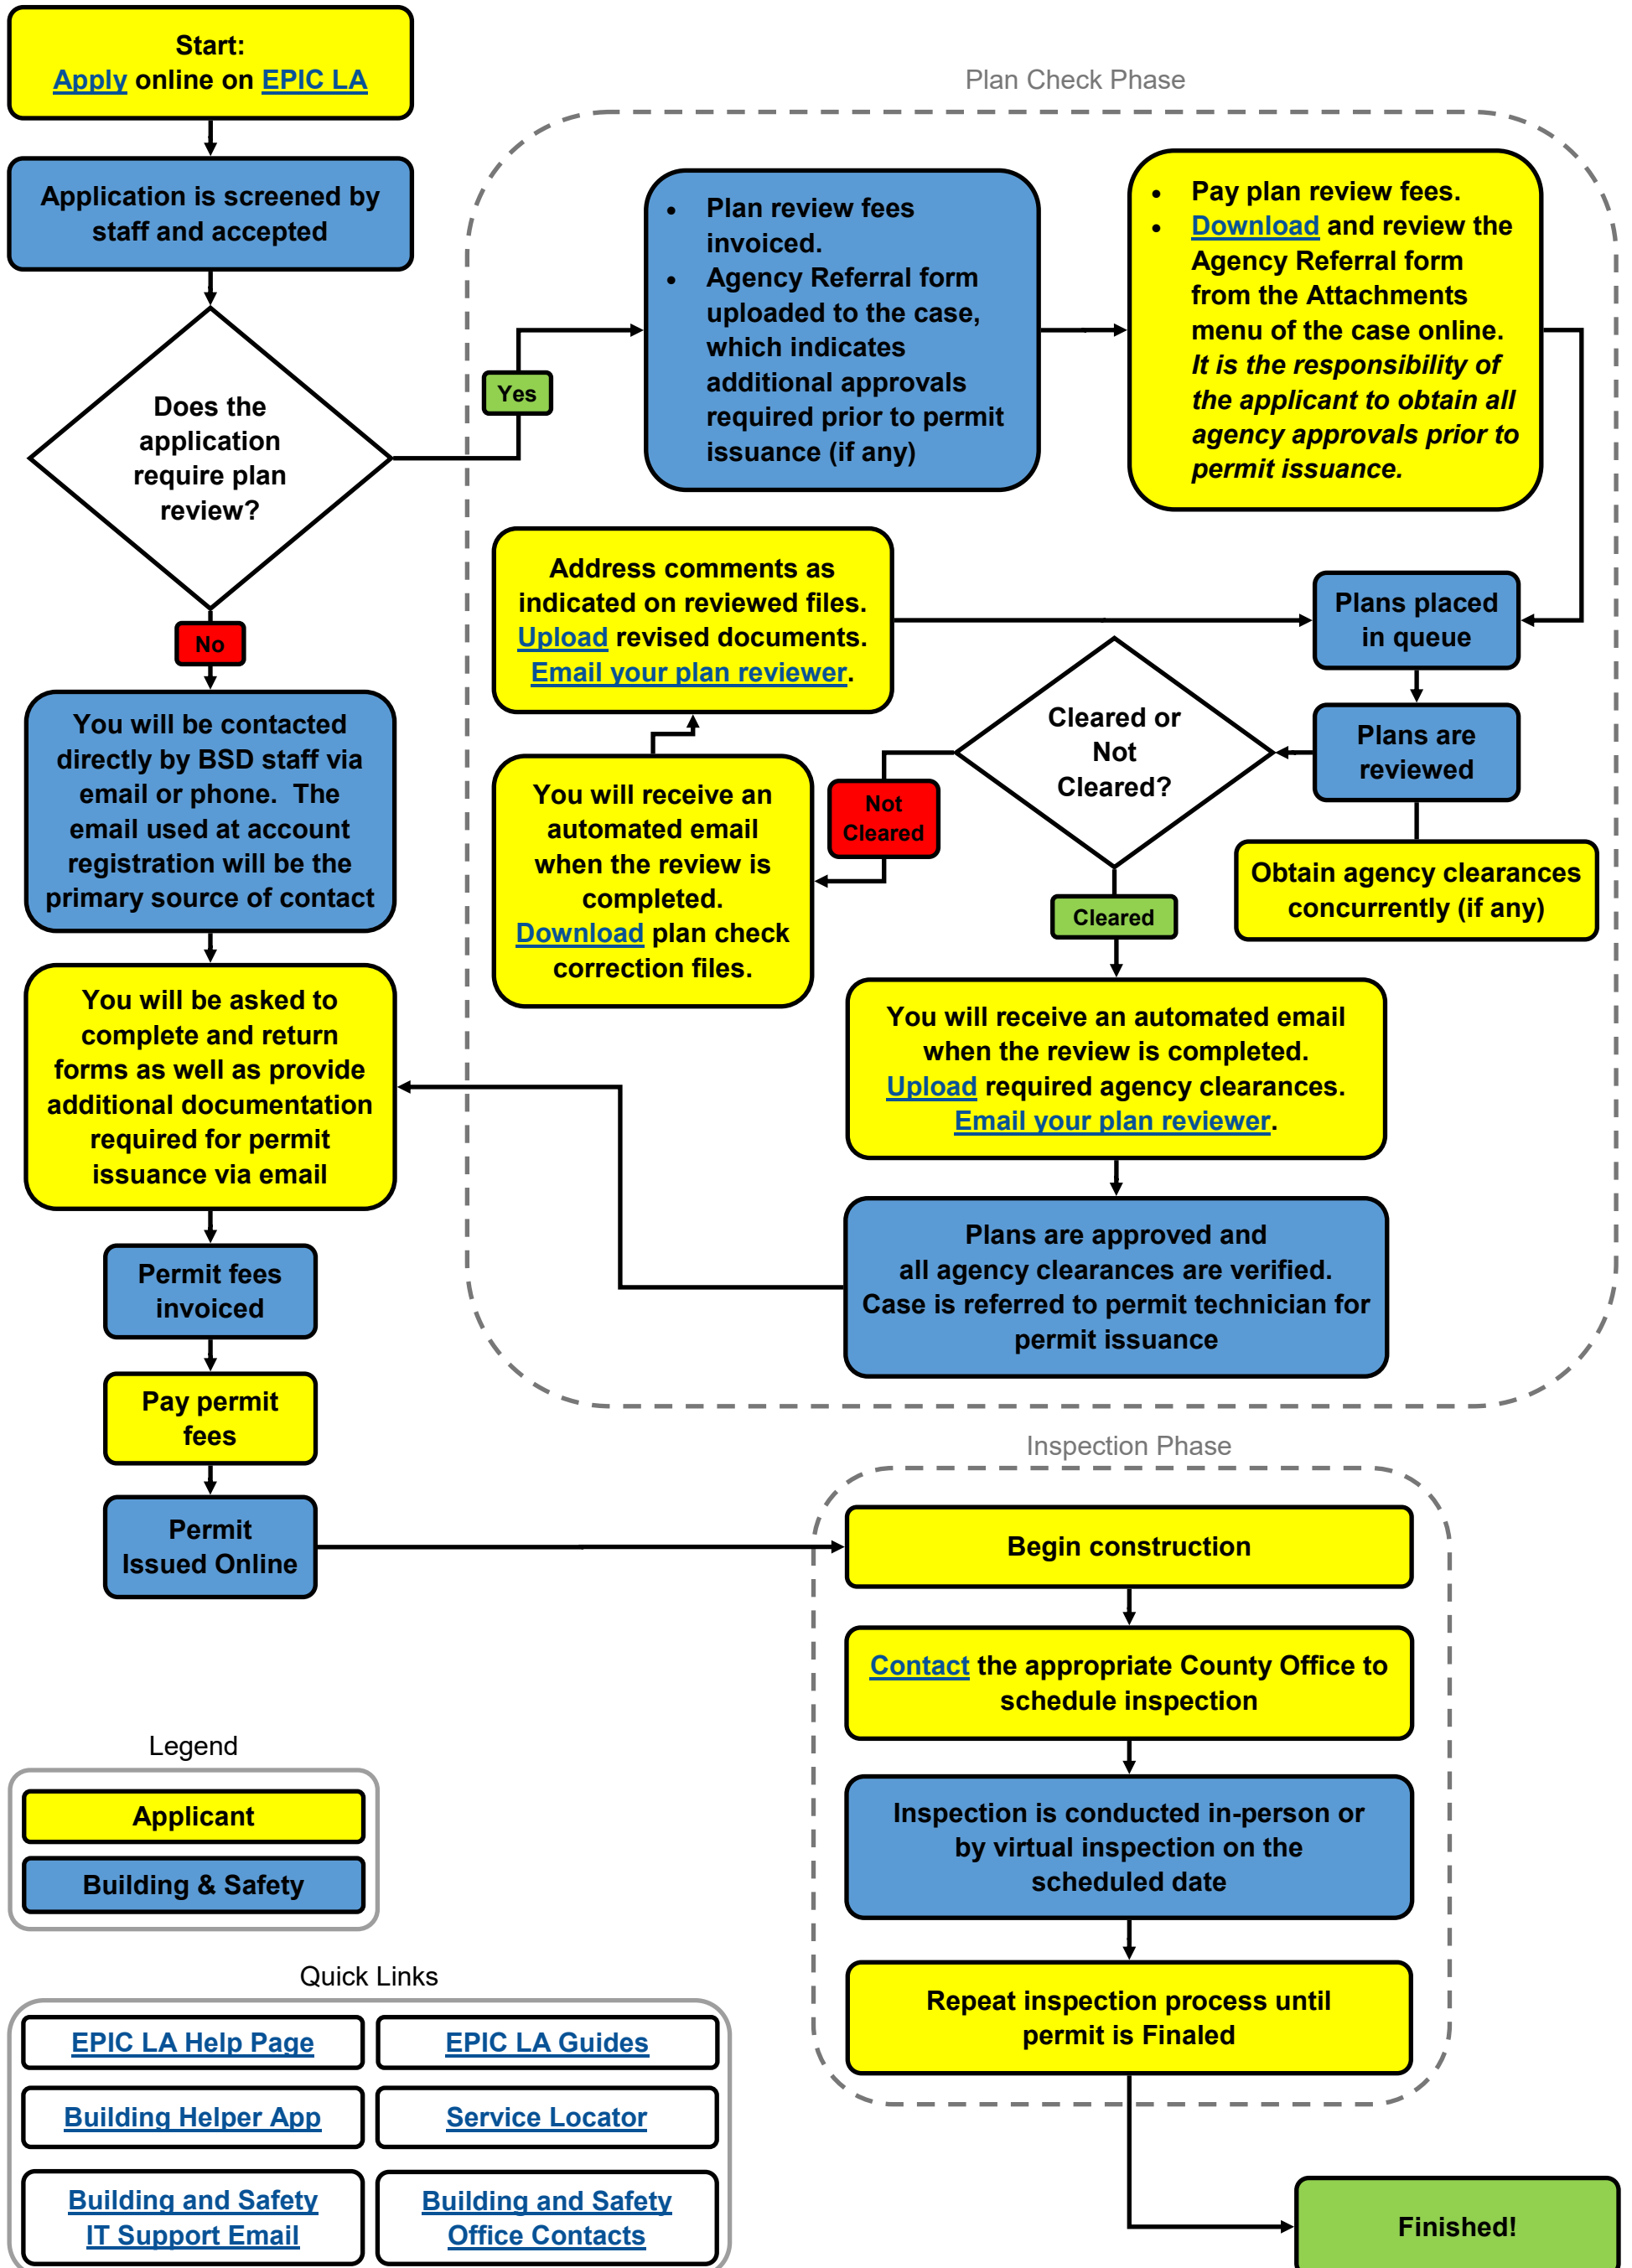 Start:
Apply online on EPIC LA
Application is screened by
staff and accepted
Does the
application
require plan
review?
Yes
No
You will be contacted
directly by BSD staff via
email or phone. The
email used at account
registration will be the
primary source of contact
You will be asked to
complete and return
forms as well as provide
additional documentation
required for permit
issuance via email
Permit fees
invoiced
Pay permit
fees
Permit
Issued Online
Plan Check Phase
• Plan review fees
invoiced.
• Agency Referral form
uploaded to the case,
which indicates
additional approvals
required prior to permit
issuance (if any)
• Pay plan review fees.
• Download and review the
Agency Referral form
from the Attachments
menu of the case online.
It is the responsibility of
the applicant to obtain all
agency approvals prior to
permit issuance.
Plans placed
in queue
Plans are
reviewed
Obtain agency clearances
concurrently (if any)
Cleared or
Not
Cleared?
Not
Cleared
You will receive an
automated email
when the review is
completed.
Download plan check
correction files.
Address comments as
indicated on reviewed files.
Upload revised documents.
Email your plan reviewer.
Cleared
You will receive an automated email
when the review is completed.
Upload required agency clearances.
Email your plan reviewer.
Plans are approved and
all agency clearances are verified.
Case is referred to permit technician for
permit issuance
Inspection Phase
Begin construction
Contact the appropriate County Office to
schedule inspection
Inspection is conducted in-person or
by virtual inspection on the
scheduled date
Repeat inspection process until
permit is Finaled
Finished!
Legend
Applicant
Building & Safety
Quick Links
EPIC LA Help Page
EPIC LA Guides
Building Helper App
Service Locator
Building and Safety
IT Support Email
Building and Safety
Office Contacts